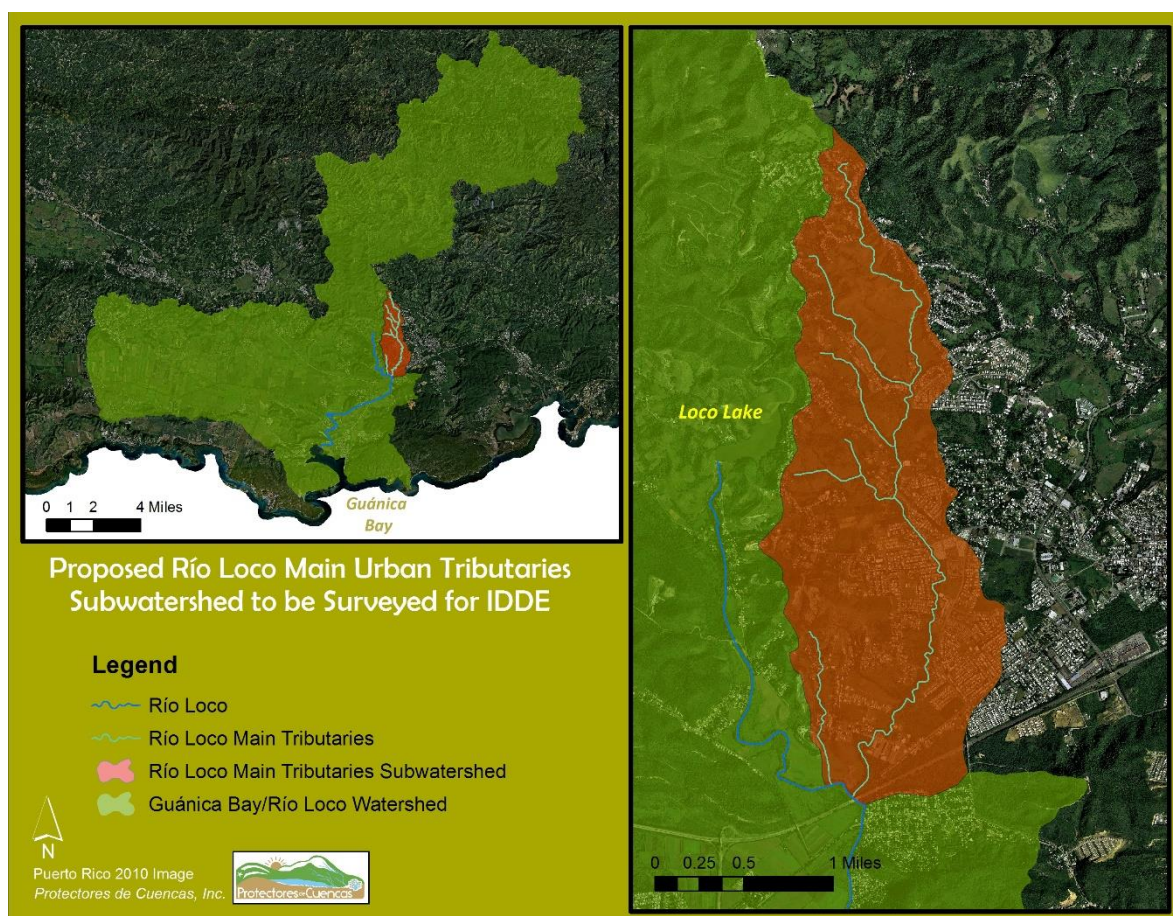 Guánica
Bay
0 1 2 4 Miles
Proposed Río Loco Main Urban Tributaries
Subwatershed to be Surveyed for IDDE
Legend
Río Loco
Río Loco Main Tributaries
Río Loco Main Tributaries Subwatershed
Guánica Bay/Río Loco Watershed
N
Puerto Rico 2010 Image
Protectores de Cuencas, Inc.
Protectores de Cuencas
Loco Lake
0 0.25 0.5 1 Miles